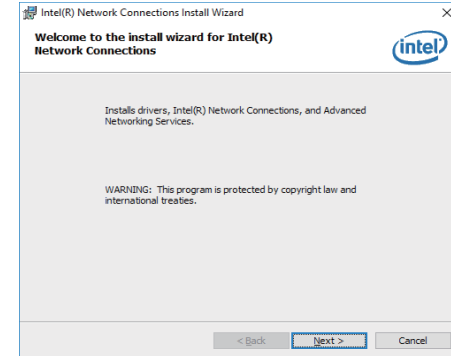 Intel(R) Network Connections Install Wizard
Welcome to the install wizard for Intel(R)
Network Connections
intel
Installs drivers, Intel(R) Network Connections, and Advanced
Networking Services.
WARNING: This program is protected by copyright law and
international treaties.
< Back
Next >
Cancel